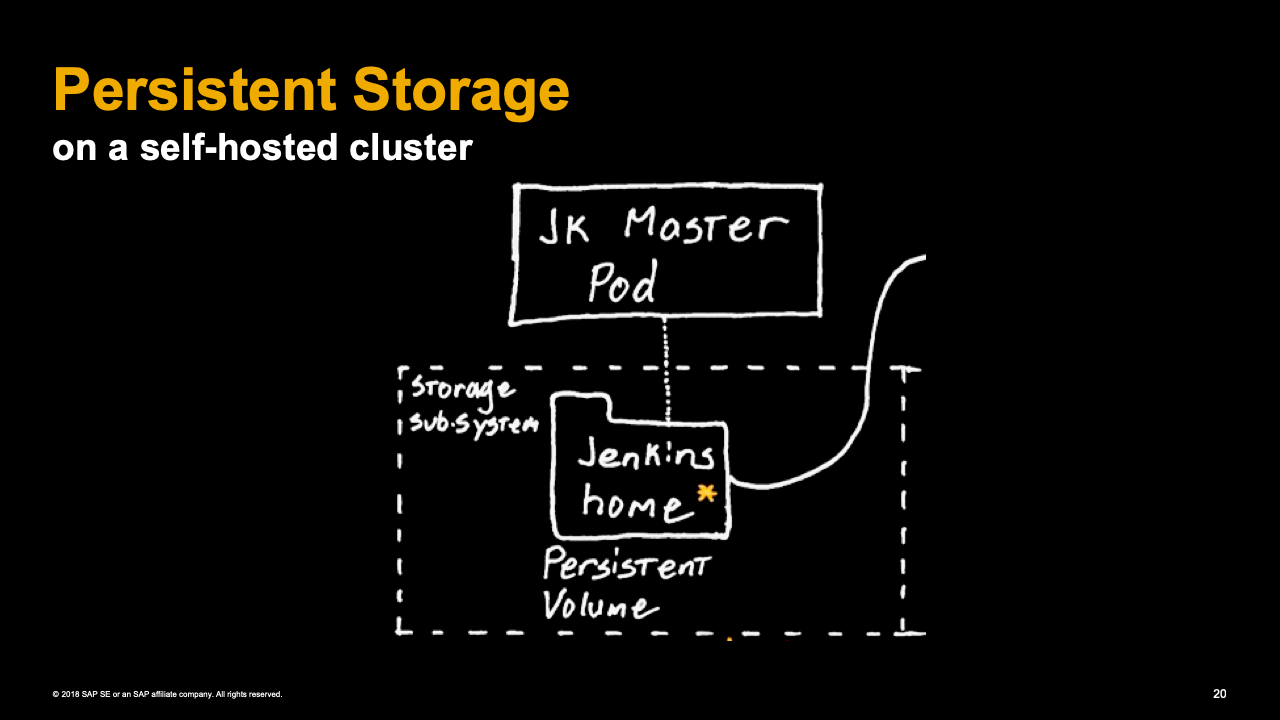 Persistent Storage
on a self-hosted cluster
JK Master
Pod
Storage
sub.system
Jenkins
home*
Persistent
Volume
© 2018 SAP SE or an SAP affiliate company. All rights reserved.
20